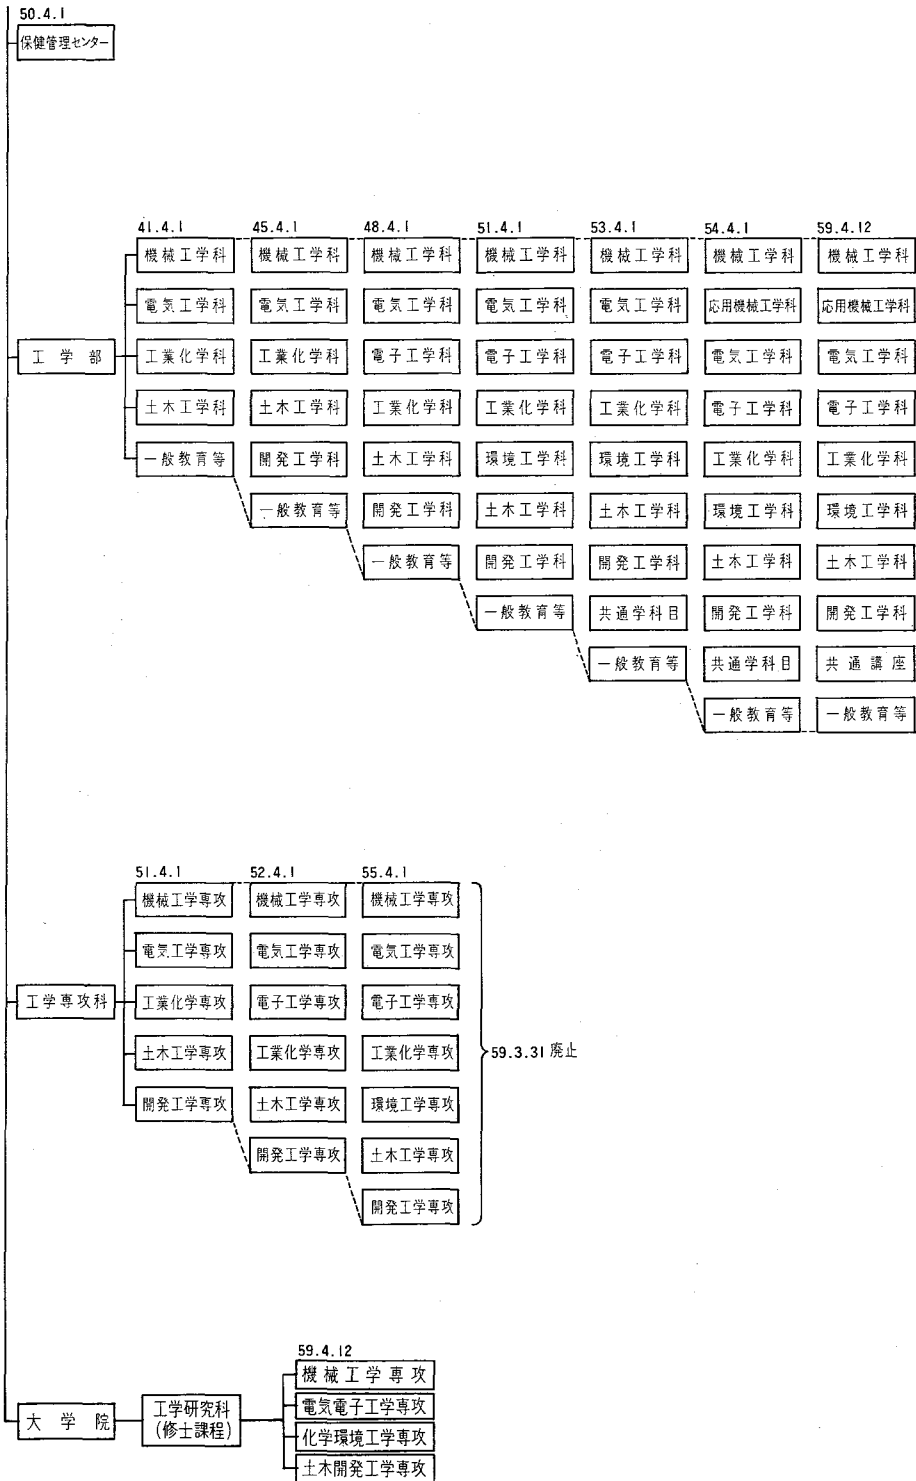 50.4.1
保健管理センター
41.4.1 45.4.1 48.4.1 51.4.1 53.4.1 54.4.1 59.4.12
機械工学科 機械工学科 機械工学科 機械工学科 機械工学科 機械工学科 機械工学科
電気工学科 電気工学科 電気工学科 電気工学科 電気工学科 応用機械工学科 応用機械工学科
工学部 工業化学科 工業化学科 電子工学科 電子工学科 電子工学科 電気工学科 電気工学科
土木工学科 土木工学科 工業化学科 工業化学科 工業化学科 電子工学科 電子工学科
一般教育等 開発工学科 土木工学科 環境工学科 環境工学科 工業化学科 工業化学科
一般教育等 開発工学科 土木工学科 土木工学科 環境工学科 環境工学科
一般教育等 開発工学科 開発工学科 土木工学科 土木工学科
一般教育等 共通学科目 開発工学科 開発工学科
一般教育等 共通学科目 共通講座
一般教育等 一般教育等
51.4.1 52.4.1 55.4.1
機械工学専攻 機械工学専攻 機械工学専攻
電気工学専攻 電気工学専攻 電気工学専攻
工学専攻科 工業化学専攻 電子工学専攻 電子工学専攻
土木工学専攻 工業化学専攻 工業化学専攻 59.3.31 廃止
開発工学専攻 土木工学専攻 環境工学専攻
開発工学専攻 土木工学専攻
開発工学専攻
59.4.12
機械工学専攻
大学院 工学研究科 電気電子工学専攻
(修士課程) 化学環境工学専攻
土木開発工学専攻